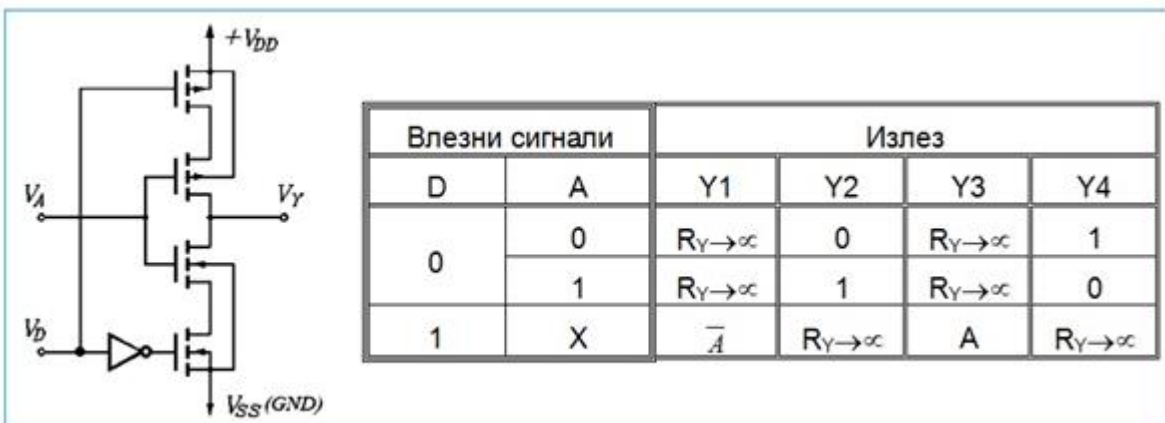 +V_DD
V_A
V_Y
V_D
V_SS (GND)
Влезни сигнали Излез
D A Y1 Y2 Y3 Y4
0 0 R_Y→∝ 0 R_Y→∝ 1
1 R_Y→∝ 1 R_Y→∝ 0
1 X A̅ R_Y→∝ A R_Y→∝